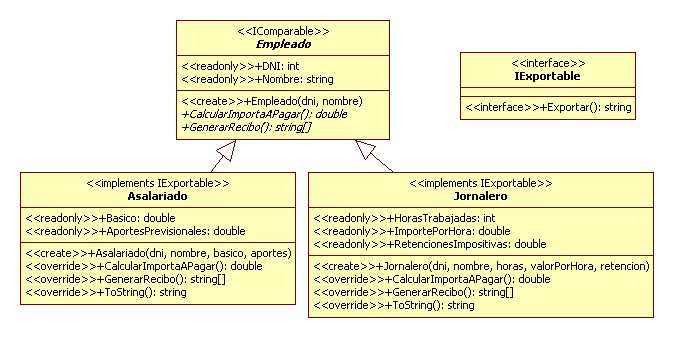 <<IComparable>>
Empleado
<<readonly>>+DNI: int
<<readonly>>+Nombre: string
<<create>>+Empleado(dni, nombre)
+CalcularImportaAPagar(): double
+GenerarRecibo(): string[]
<<interface>>
IExportable
<<interface>>+Exportar(): string
<<implements IExportable>>
Asalariado
<<readonly>>+Basico: double
<<readonly>>+AportesPrevisionales: double
<<create>>+Asalariado(dni, nombre, basico, aportes)
<<override>>+CalcularImportaAPagar(): double
<<override>>+GenerarRecibo(): string[]
<<override>>+ToString(): string
<<implements IExportable>>
Jornalero
<<readonly>>+HorasTrabajadas: int
<<readonly>>+ImportePorHora: double
<<readonly>>+RetencionesImpositivas: double
<<create>>+Jornalero(dni, nombre, horas, valorPorHora, retencion)
<<override>>+CalcularImportaAPagar(): double
<<override>>+GenerarRecibo(): string[]
<<override>>+ToString(): string